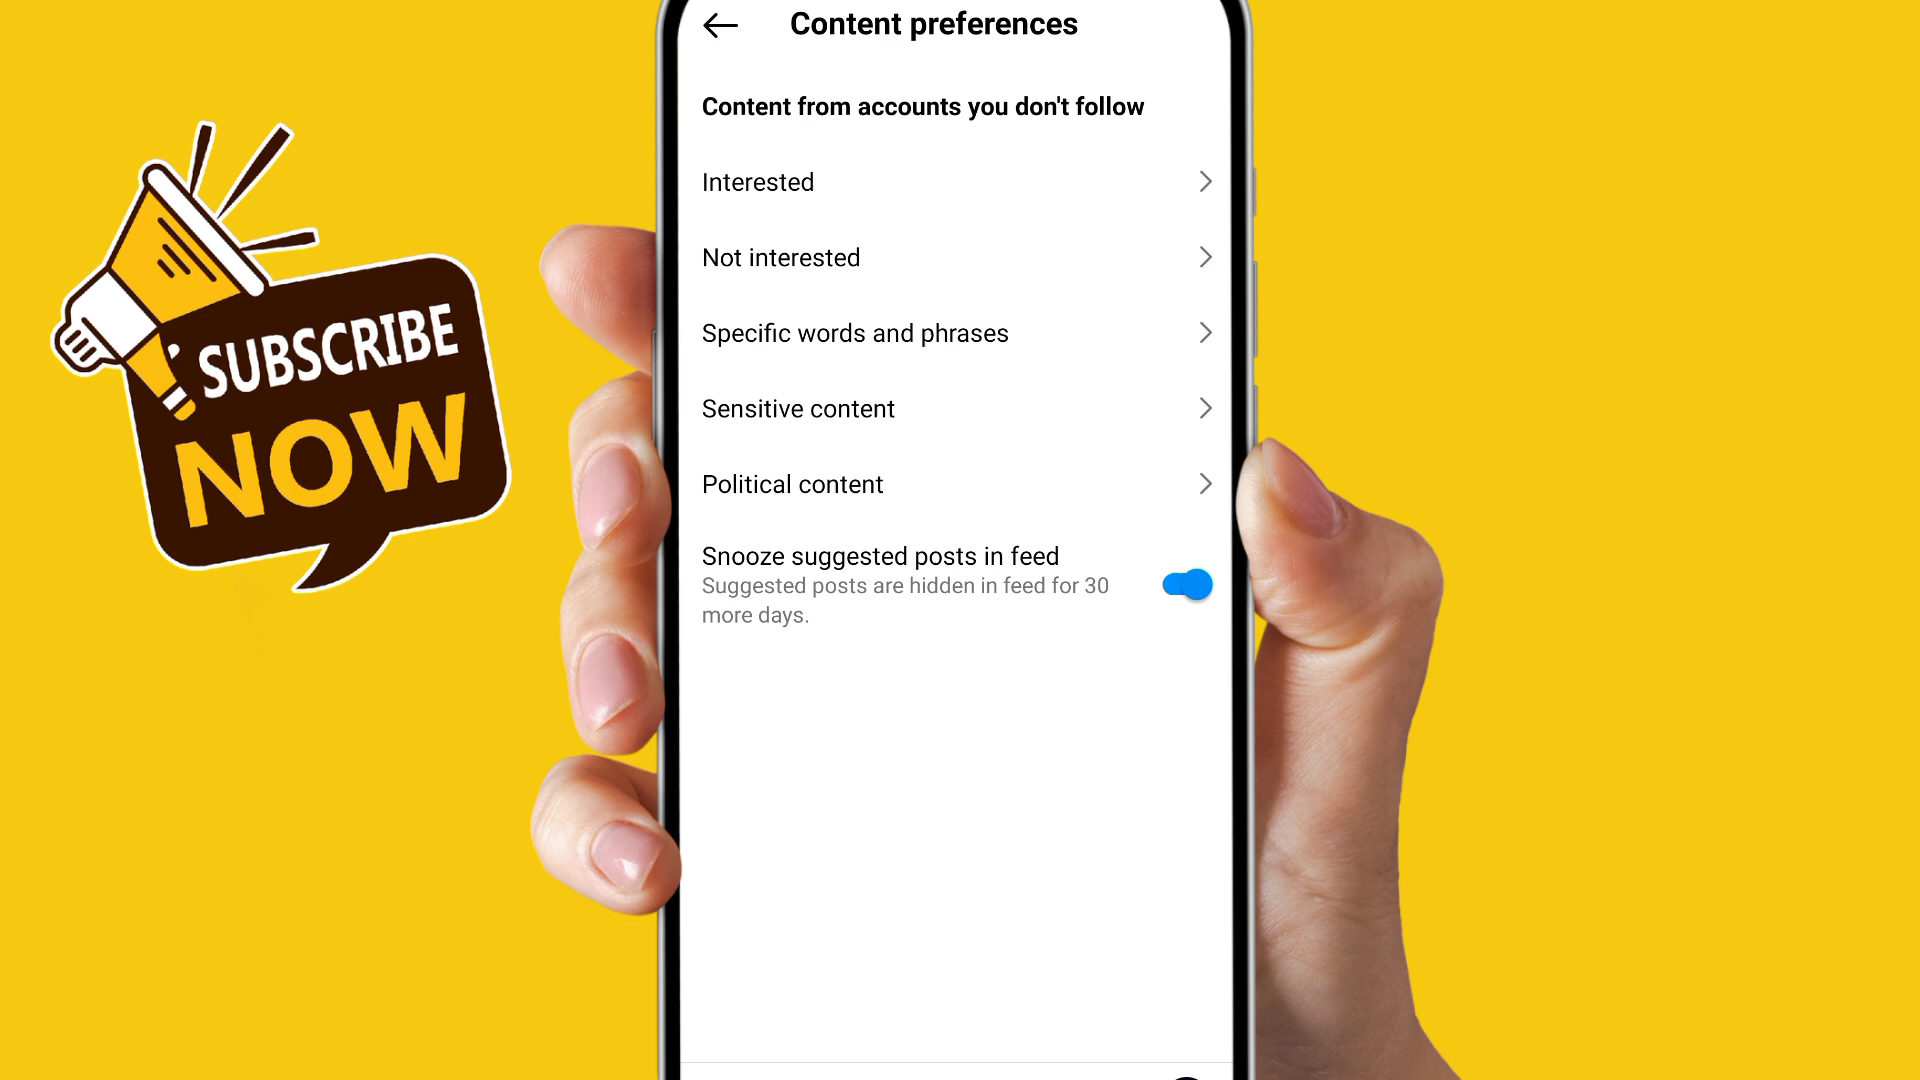 Content preferences
Content from accounts you don't follow
Interested
Not interested
Specific words and phrases
Sensitive content
Political content
Snooze suggested posts in feed
Suggested posts are hidden in feed for 30
more days.
SUBSCRIBE
NOW